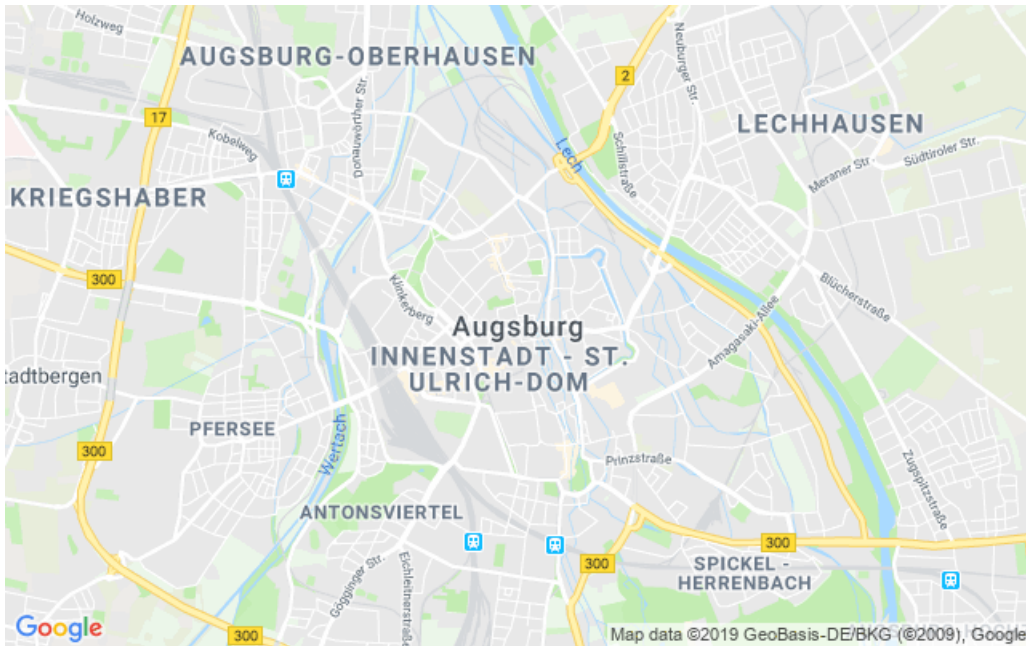 Holzweg
AUGSBURG-OBERHAUSEN
Neuburger Str.
2
17
Kobelweg
Donauwörther Str.
Lech
Schillstraße
LECHHAUSEN
Meraner Str.
Südtiroler Str.
KRIEGSHABER
300
Klinkerberg
Blücherstraße
Augsburg
INNENSTADT - ST.
ULRICH-DOM
Amagasaki-Allee
tadtbergen
PFERSEE
300
Wertach
Prinzstraße
Zugspitzstraße
ANTONSVIERTEL
300
300
SPICKEL -
HERRENBACH
Gögginger Str.
Eichleitnerstraße
300
Google
Map data ©2019 GeoBasis-DE/BKG (©2009), Google